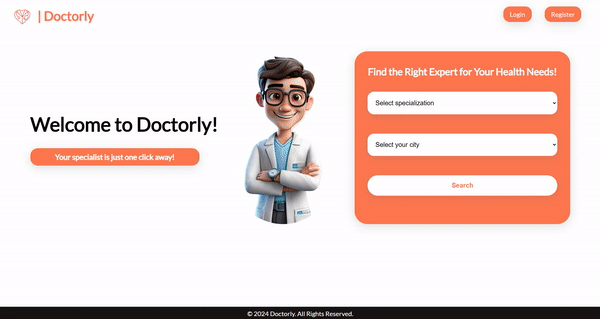 | Doctorly
Login
Register
Find the Right Expert for Your Health Needs!
Select specialization
Welcome to Doctorly!
Select your city
Your specialist is just one click away!
Search
© 2024 Doctorly. All Rights Reserved.